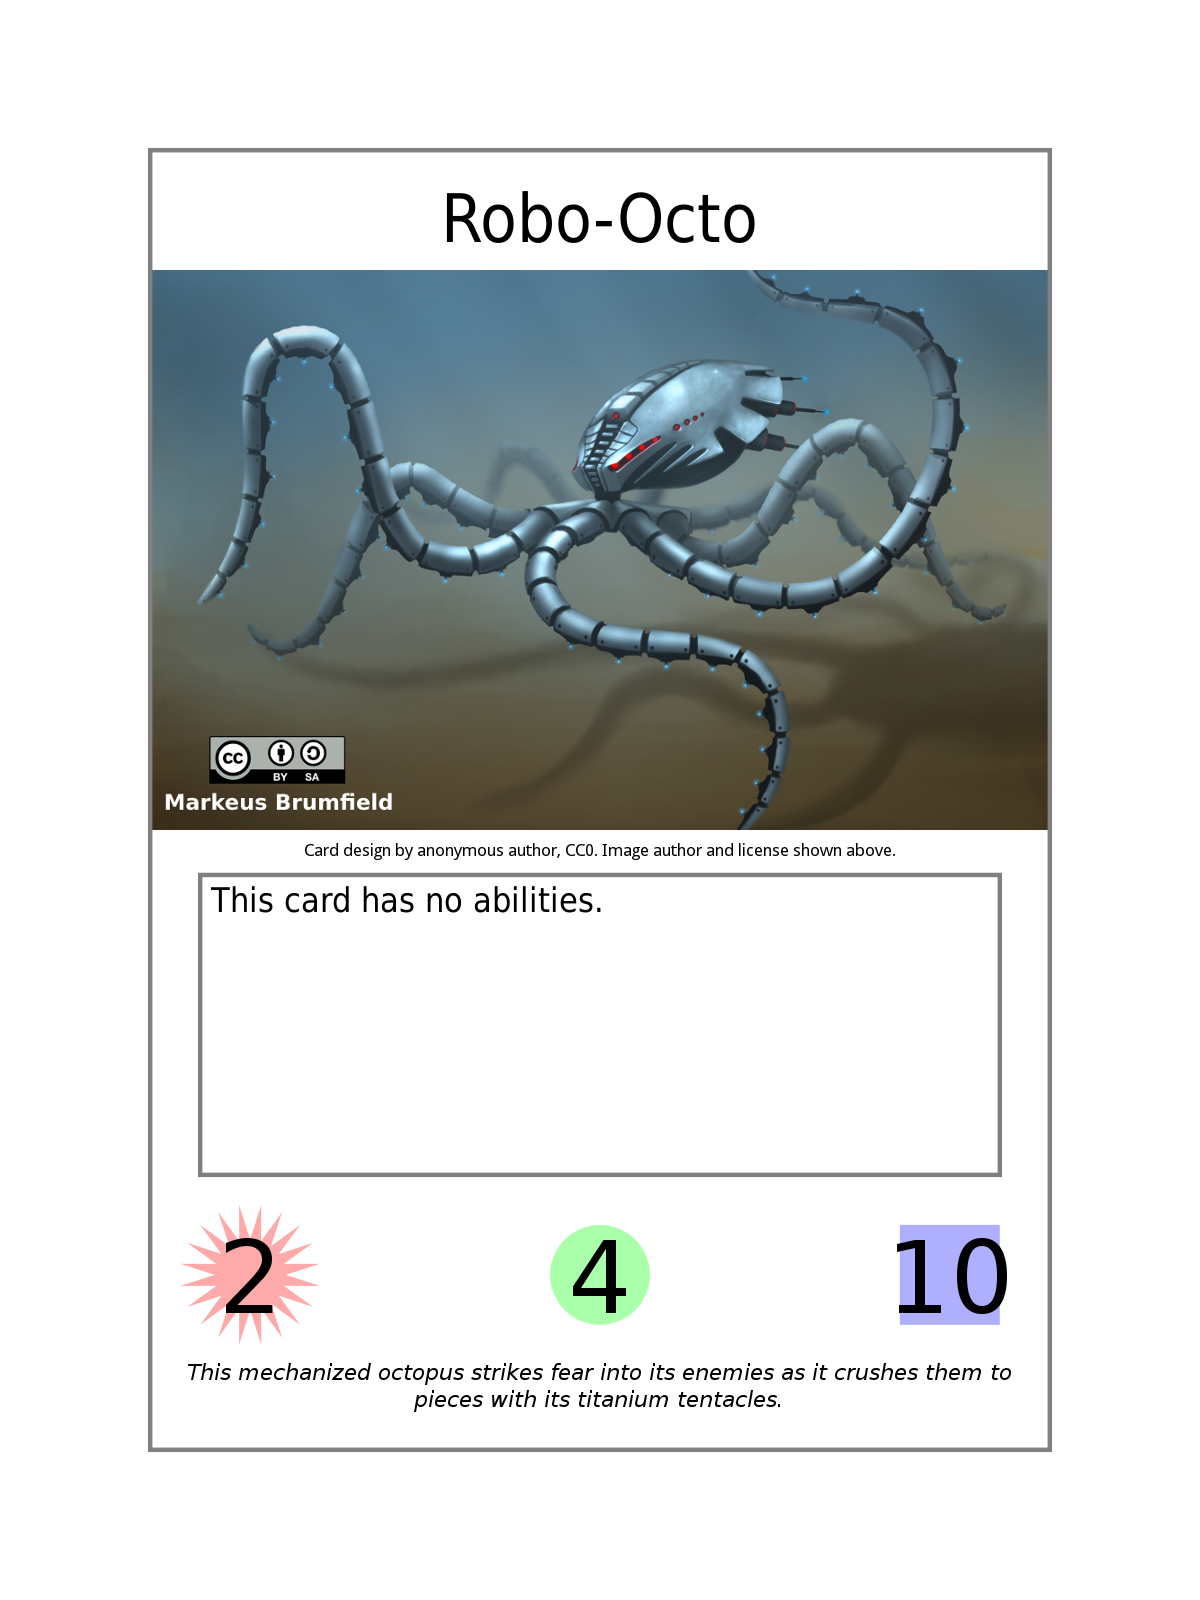 Robo-Octo
cc
BY SA
Markeus Brumfield
Card design by anonymous author, CC0. Image author and license shown above.
This card has no abilities.
2 4 10
This mechanized octopus strikes fear into its enemies as it crushes them to
pieces with its titanium tentacles.